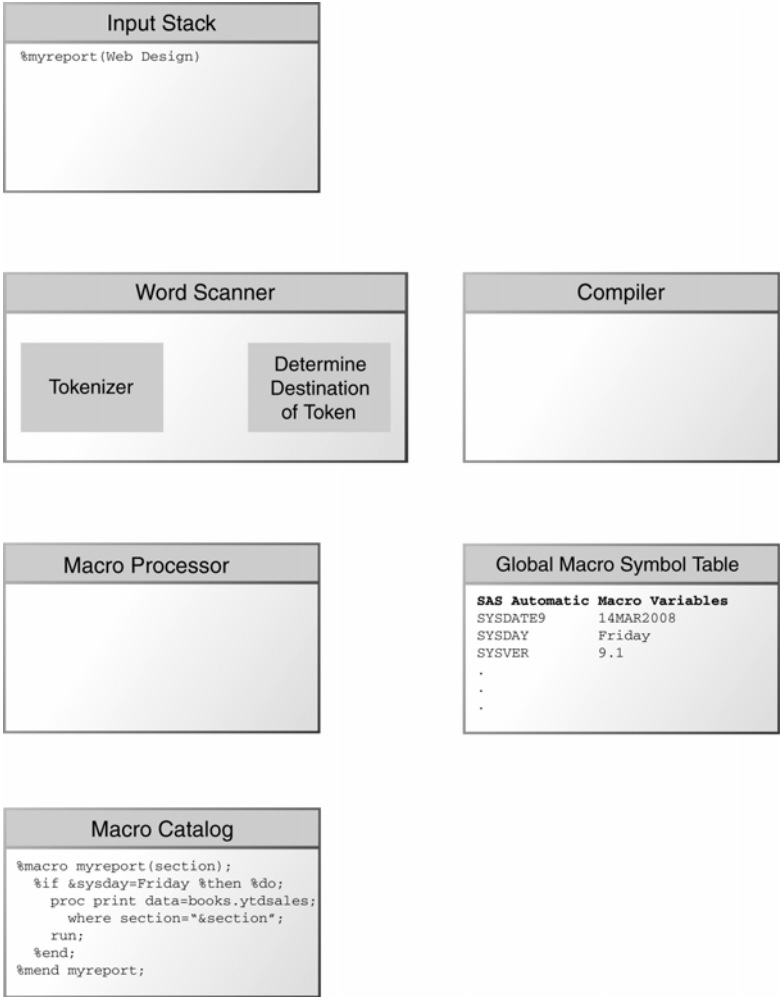 Input Stack
%myreport(Web Design)
Word Scanner
Tokenizer
Determine
Destination
of Token
Compiler
Macro Processor
Global Macro Symbol Table
SAS Automatic Macro Variables
SYSDATE9 14MAR2008
SYSDAY Friday
SYSVER 9.1
.
.
.
Macro Catalog
%macro myreport(section);
%if &sysday=Friday %then %do;
proc print data=books.ytdsales;
where section=“&section”;
run;
%end;
%mend myreport;